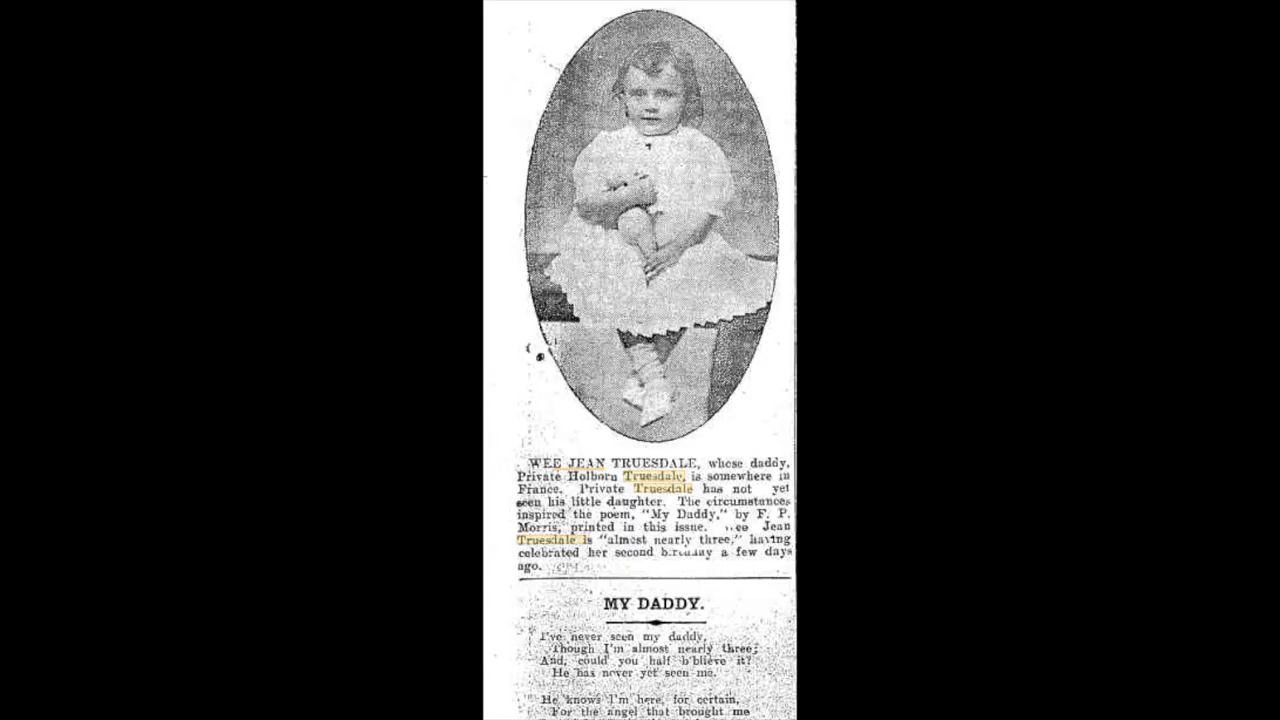 WEE JEAN TRUESDALE, whose daddy,
Private Holborn Truesdale, is somewhere in
France. Private Truesdale has not yet
seen his little daughter. The circumstances
inspired the poem, "My Daddy," by F. P.
Morris, printed in this issue. Jean
Truesdale is "almost nearly three," having
celebrated her second birthday a few days
ago.
MY DADDY.
I've never seen my daddy,
Though I'm almost nearly three;
And, could you half b'blieve it?
He has never yet seen me.
He knows I'm here, for certain,
For the angel that brought me